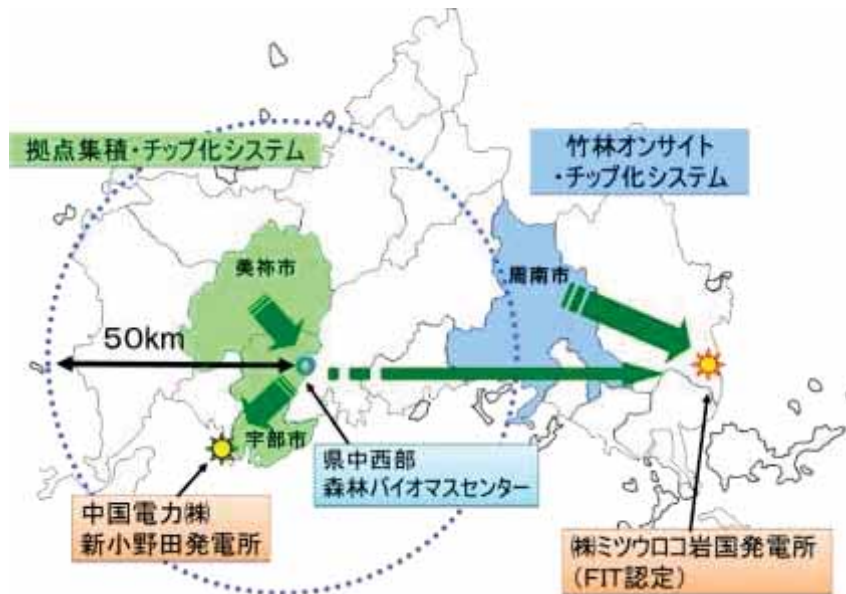 拠点集積・チップ化システム
竹林オンサイト
・チップ化システム
美祢市
周南市
50km
宇部市
県中西部
森林バイオマスセンター
中国電力㈱
新小野田発電所
㈱ミツウロコ岩国発電所
（FIT認定）